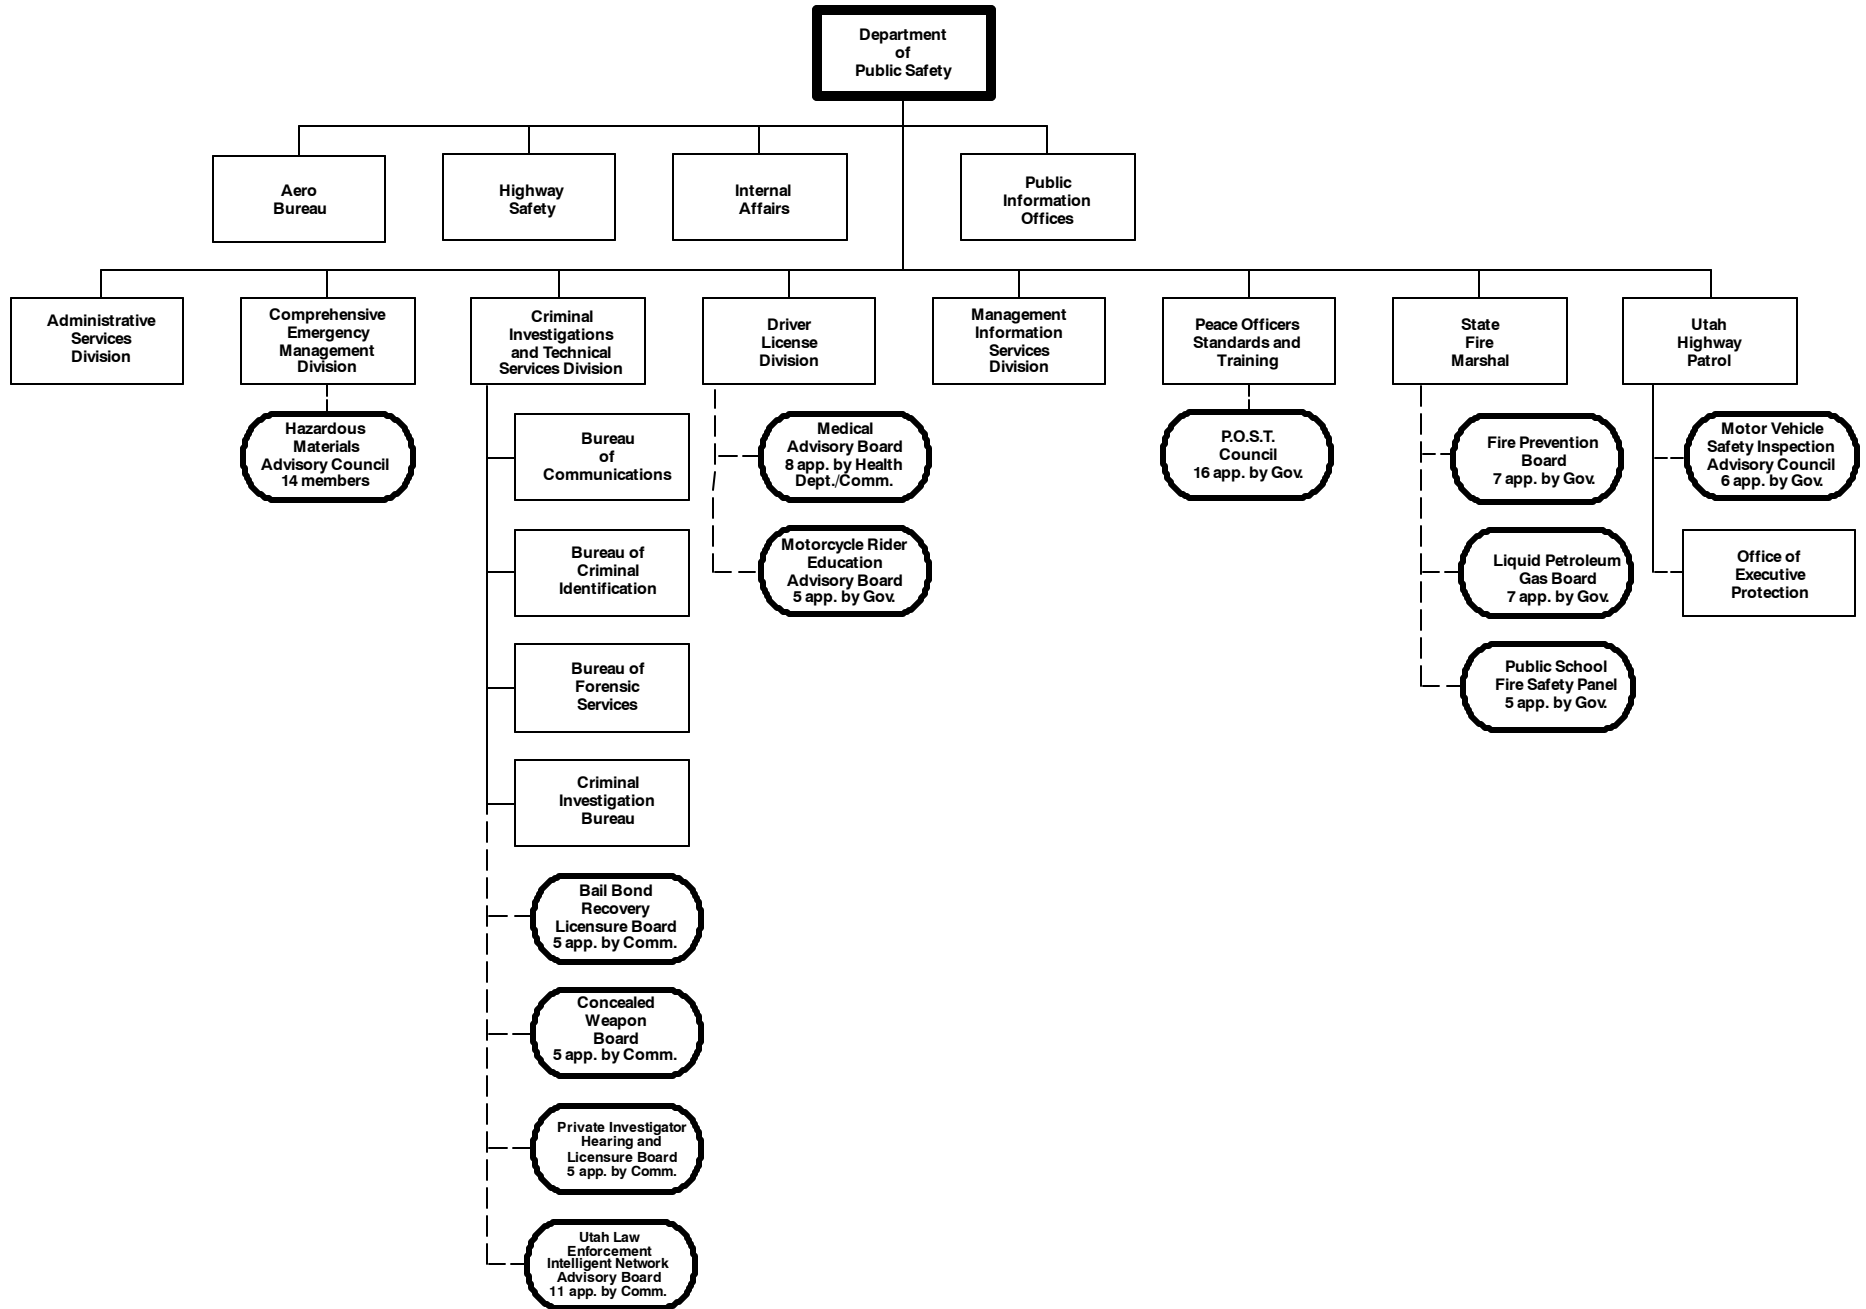 Department
of
Public Safety
Aero
Bureau
Highway
Safety
Internal
Affairs
Public
Information
Offices
Administrative
Services
Division
Comprehensive
Emergency
Management
Division
Criminal
Investigations
and Technical
Services Division
Driver
License
Division
Management
Information
Services
Division
Peace Officers
Standards and
Training
State
Fire
Marshal
Utah
Highway
Patrol
Hazardous
Materials
Advisory Council
14 members
Bureau
of
Communications
Bureau of
Criminal
Identification
Bureau of
Forensic
Services
Criminal
Investigation
Bureau
Bail Bond
Recovery
Licensure Board
5 app. by Comm.
Concealed
Weapon
Board
5 app. by Comm.
Private Investigator
Hearing and
Licensure Board
5 app. by Comm.
Utah Law
Enforcement
Intelligent Network
Advisory Board
11 app. by Comm.
Medical
Advisory Board
8 app. by Health
Dept./Comm.
Motorcycle Rider
Education
Advisory Board
5 app. by Gov.
P.O.S.T.
Council
16 app. by Gov.
Fire Prevention
Board
7 app. by Gov.
Liquid Petroleum
Gas Board
7 app. by Gov.
Public School
Fire Safety Panel
5 app. by Gov.
Motor Vehicle
Safety Inspection
Advisory Council
6 app. by Gov.
Office of
Executive
Protection